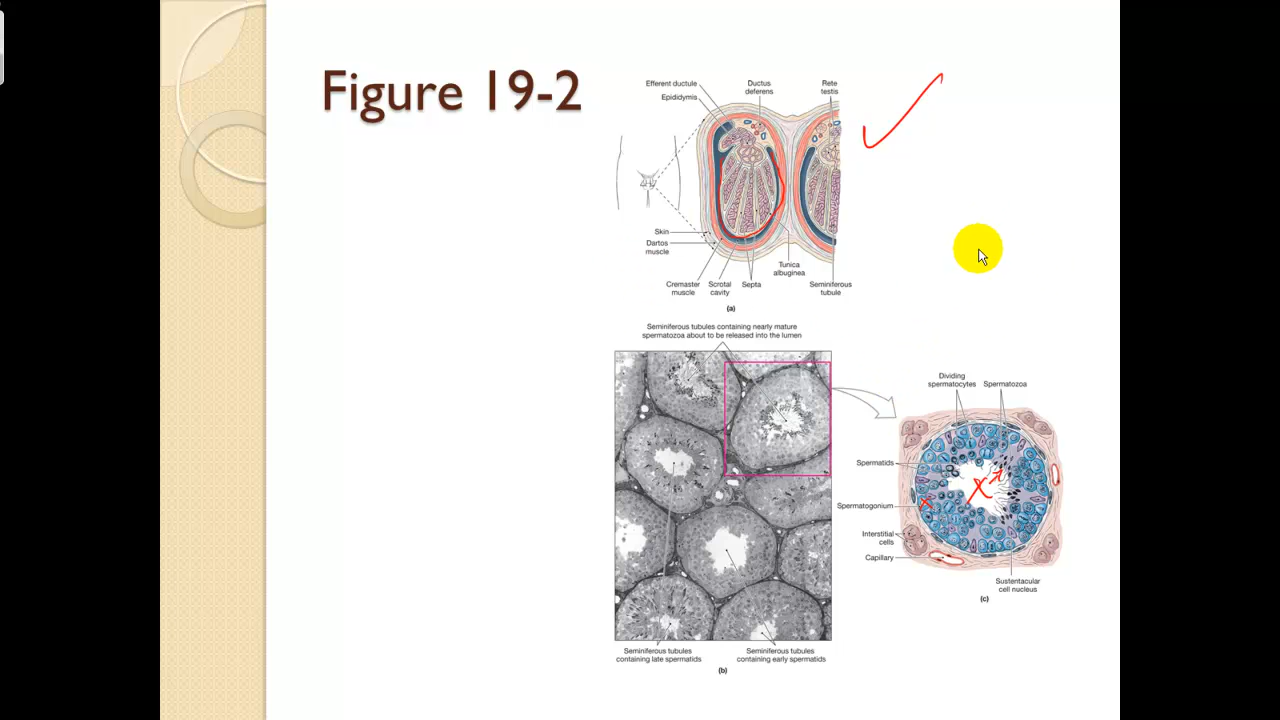 Figure 19-2
Efferent ductule
Epididymis
Ductus
deferens
Rete
testis
Skin
Dartos
muscle
Cremaster
muscle
Scrotal
cavity
Septa
Tunica
albuginea
Seminiferous
tubule
(a)
Seminiferous tubules containing nearly mature
spermatozoa about to be released into the lumen
Seminiferous tubules
containing late spermatids
Seminiferous tubules
containing early spermatids
(b)
Dividing
spermatocytes
Spermatozoa
Spermatids
Spermatogonium
Interstitial
cells
Capillary
Sustentacular
cell nucleus
(c)